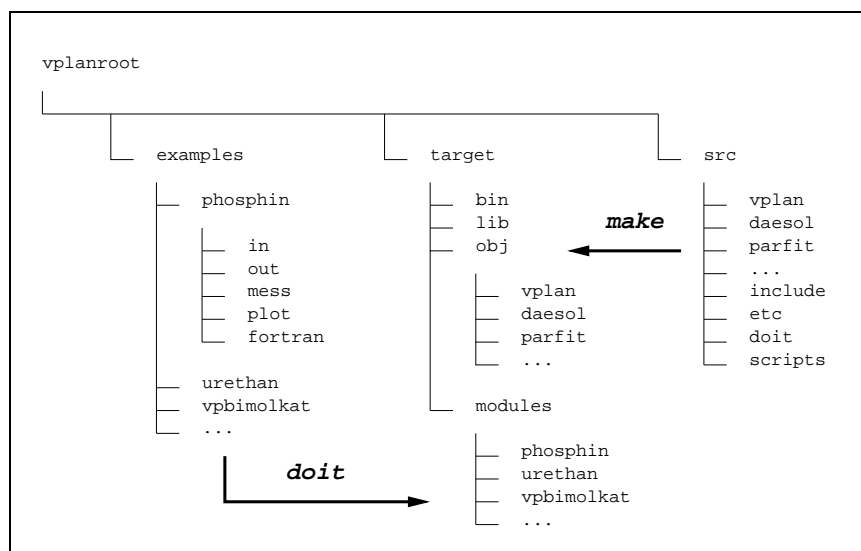 vplanroot
examples
phosphin
in
out
mess
plot
fortran
urethan
vpbimolkat
...
doit
target
bin
lib
obj
vplan
daesol
parfit
...
modules
phosphin
urethan
vpbimolkat
...
make
src
vplan
daesol
parfit
...
include
etc
doit
scripts